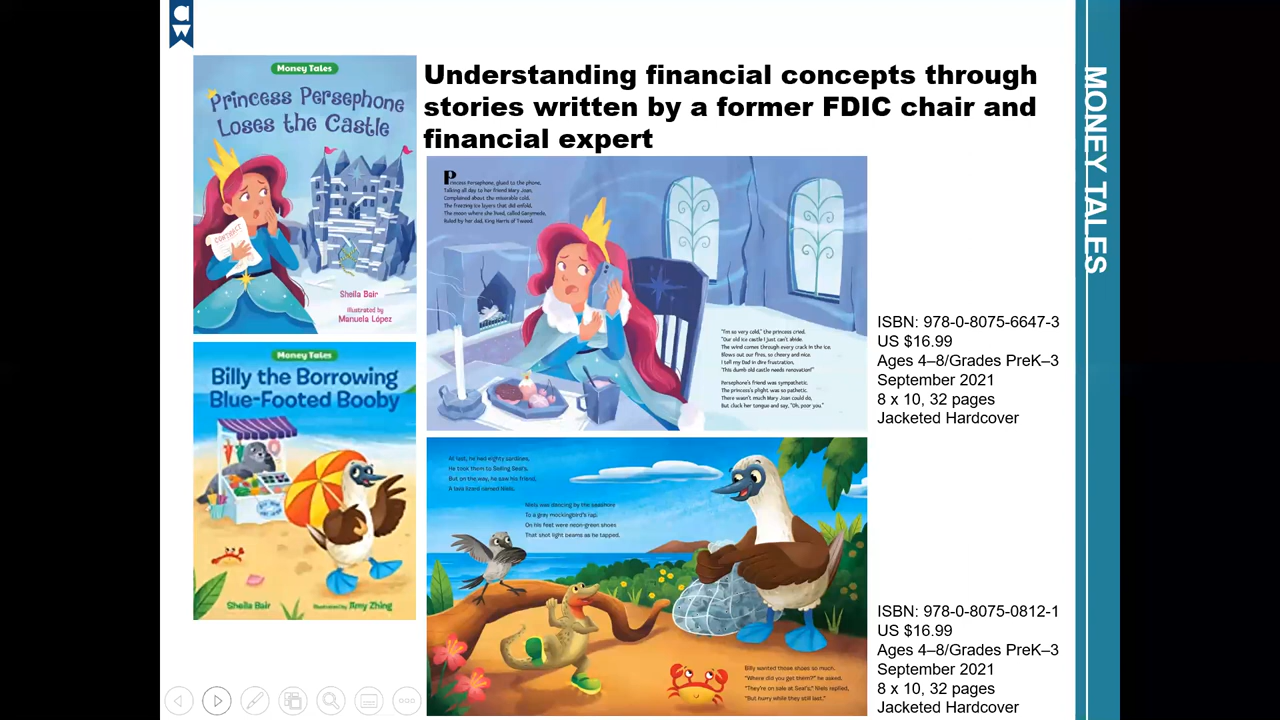 aw
Money Tales
Princess Persephone
Loses the Castle
CONTRACT
Sheila Bair
Illustrated by
Manuela López
Money Tales
Billy the Borrowing
Blue-Footed Booby
Sheila Bair
Illustrated by Amy Zhing
Understanding financial concepts through
stories written by a former FDIC chair and
financial expert
Princess Persephone, glued to the phone,
Talking all day to her friend Mary Joan,
Complained about the miserable cold,
The freezing ice layers that did enfold,
The moon where she lived, called Ganymede,
Ruled by her dad, King Harris of Tweed.
"I'm so very cold," the princess cried.
"Our old ice castle I just can't abide.
The wind comes through every crack in the ice,
Blows out our fires, so cheery and nice.
I tell my Dad in dire frustration,
"This dumb old castle needs renovation!"
Persephone's friend was sympathetic.
The princess's plight was so pathetic.
There wasn't much Mary Joan could do,
But cluck her tongue and say, "Oh, poor you."
At last, he had eighty sardines.
He took them to Selling Seal's,
But on the way, he saw his friend,
A lava lizard named Niels.
Niels was dancing by the seashore
To a grey mockingbird's rap.
On his feet were neon-green shoes
That shot light beams as he tapped.
Billy wanted those shoes so much.
"Where did you get them?" he asked.
"They're on sale at Seal's," Niels replied,
"But hurry while they still last."
ISBN: 978-0-8075-6647-3
US $16.99
Ages 4–8/Grades PreK–3
September 2021
8 x 10, 32 pages
Jacketed Hardcover
ISBN: 978-0-8075-0812-1
US $16.99
Ages 4–8/Grades PreK–3
September 2021
8 x 10, 32 pages
Jacketed Hardcover
MONEY TALES